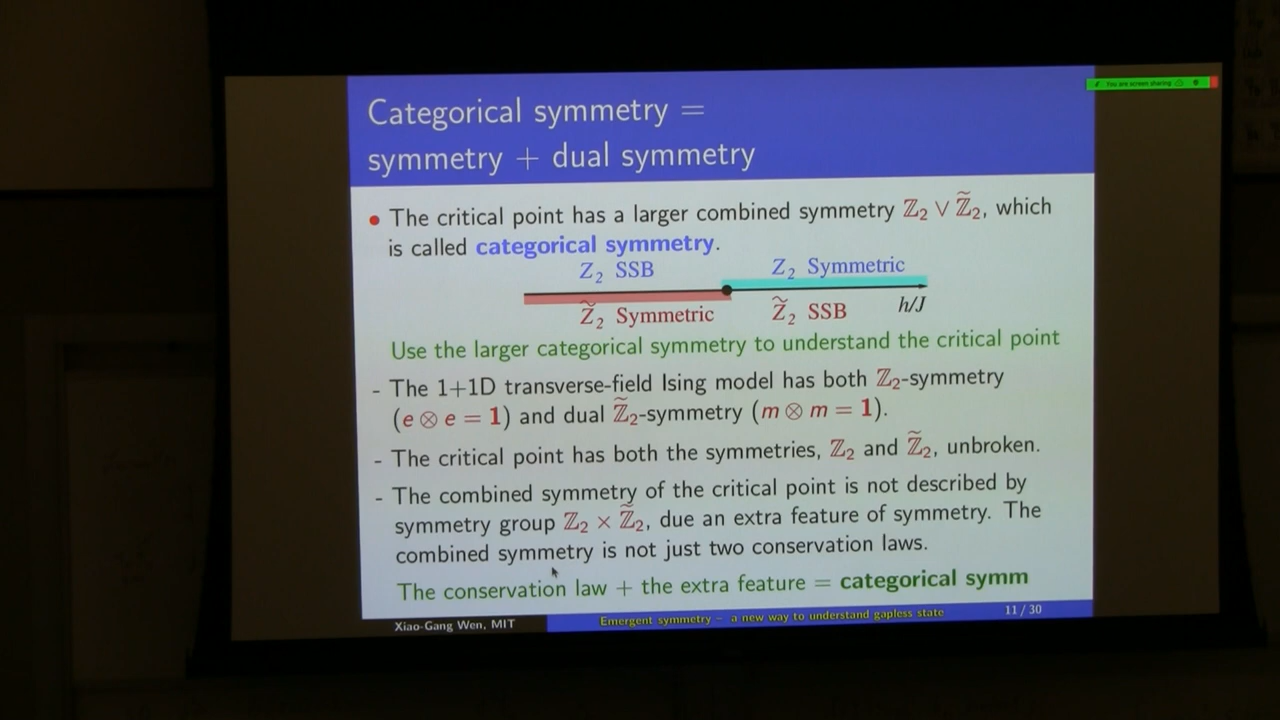 Categorical symmetry =
symmetry + dual symmetry
You are screen sharing
• The critical point has a larger combined symmetry ℤ₂ ∨ ℤ̃₂, which
is called categorical symmetry.
Z₂ SSB Z₂ Symmetric
Z̃₂ Symmetric Z̃₂ SSB h/J
Use the larger categorical symmetry to understand the critical point
- The 1+1D transverse-field Ising model has both ℤ₂-symmetry
(e ⊗ e = 1) and dual ℤ̃₂-symmetry (m ⊗ m = 1).
- The critical point has both the symmetries, ℤ₂ and ℤ̃₂, unbroken.
- The combined symmetry of the critical point is not described by
symmetry group ℤ₂ × ℤ̃₂, due an extra feature of symmetry. The
combined symmetry is not just two conservation laws.
The conservation law + the extra feature = categorical symm
Xiao-Gang Wen, MIT Emergent symmetry – a new way to understand gapless state 11 / 30